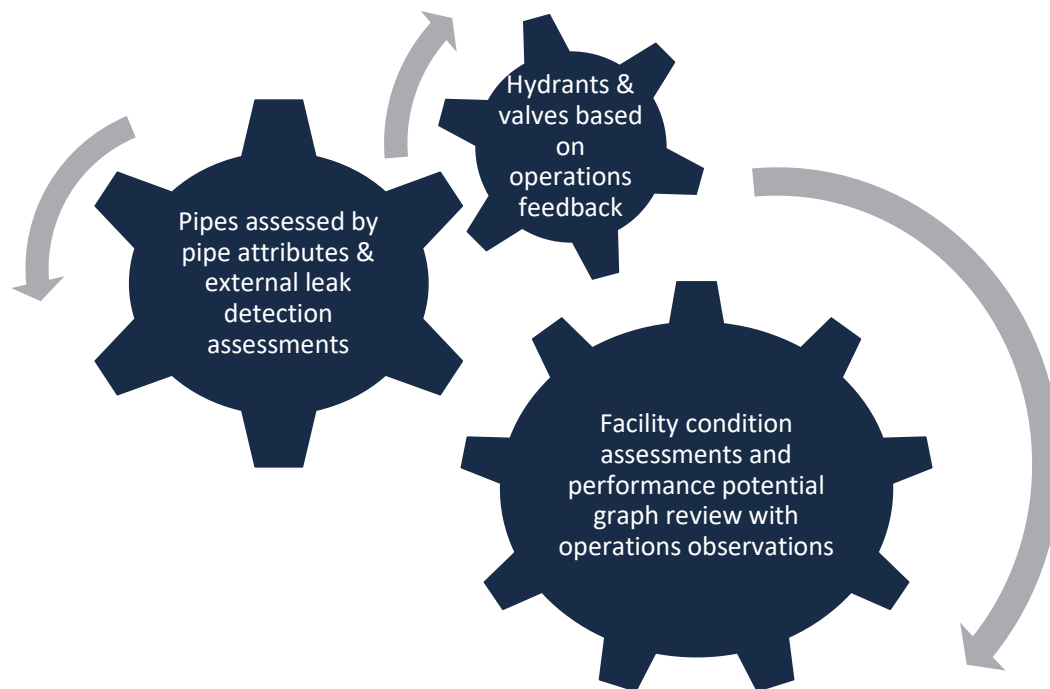 Pipes assessed by
pipe attributes &
external leak
detection
assessments
Hydrants &
valves based
on
operations
feedback
Facility condition
assessments and
performance potential
graph review with
operations observations